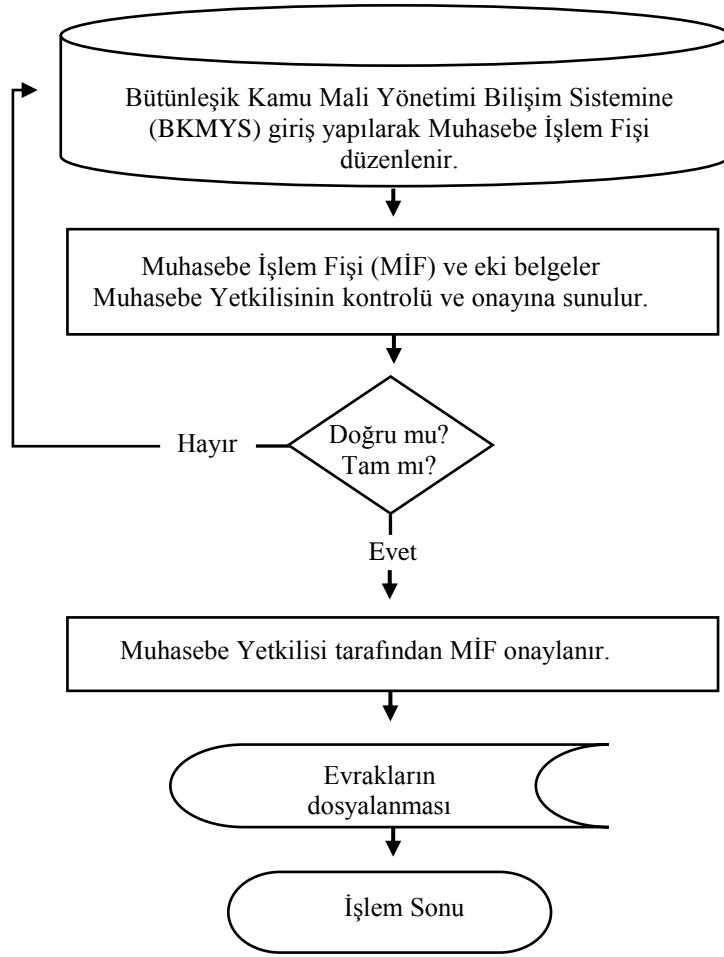 Bütünleşik Kamu Mali Yönetimi Bilişim Sistemine
(BKMYS) giriş yapılarak Muhasebe İşlem Fişi
düzenlenir.
Muhasebe İşlem Fişi (MİF) ve eki belgeler
Muhasebe Yetkilisinin kontrolü ve onayına sunulur.
Hayır
Doğru mu?
Tam mı?
Evet
Muhasebe Yetkilisi tarafından MİF onaylanır.
Evrakların
dosyalanması
İşlem Sonu